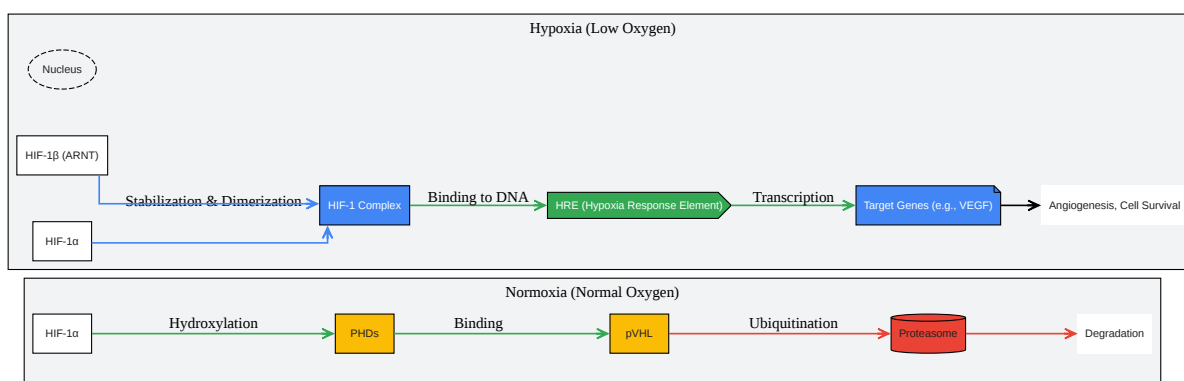 Hypoxia (Low Oxygen)
Nucleus
HIF-1β (ARNT)
Stabilization & Dimerization
HIF-1 Complex
Binding to DNA
HRE (Hypoxia Response Element)
Transcription
Target Genes (e.g., VEGF)
Angiogenesis, Cell Survival
HIF-1α
Normoxia (Normal Oxygen)
HIF-1α
Hydroxylation
PHDs
Binding
pVHL
Ubiquitination
Proteasome
Degradation